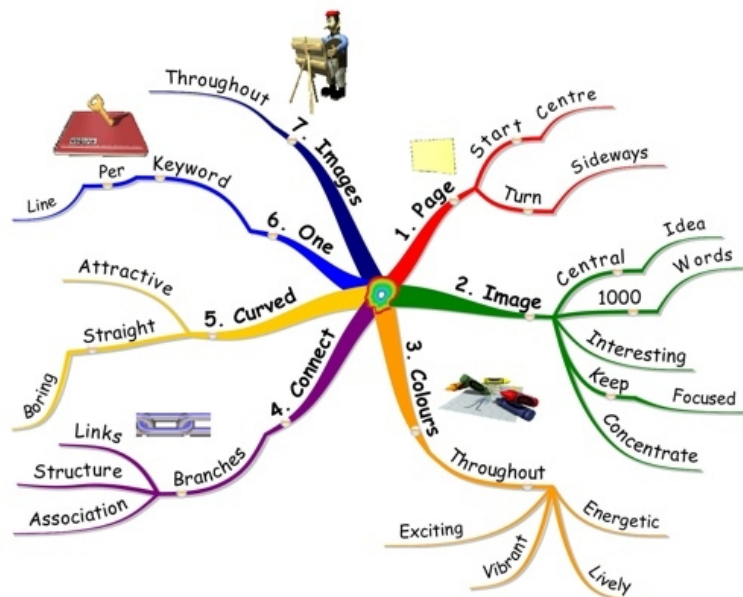 1. Page
Start
Centre
Turn
Sideways
2. Image
Central
Idea
1000
Words
Interesting
Keep
Focused
Concentrate
3. Colours
Throughout
Energetic
Lively
Vibrant
Exciting
4. Connect
Branches
Links
Structure
Association
5. Curved
Attractive
Straight
Boring
6. One
Keyword
Per
Line
7. Images
Throughout